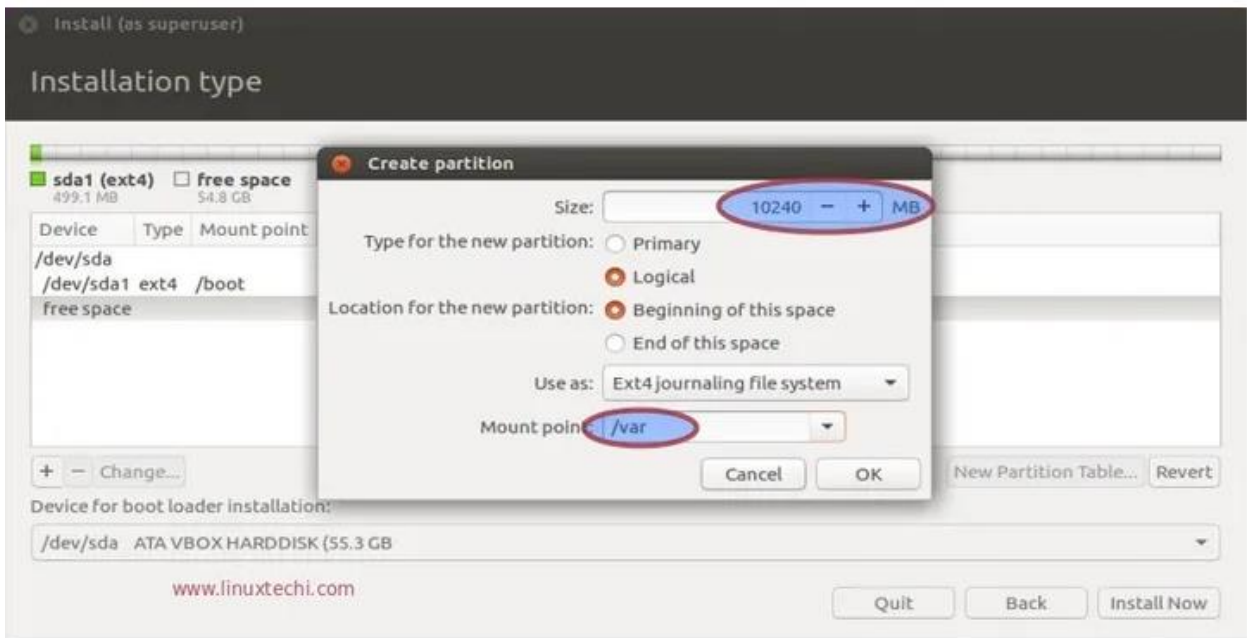 Install (as superuser)
Installation type
sda1 (ext4) free space
499.1 MB 54.8 GB
Device Type Mount point
/dev/sda
/dev/sda1 ext4 /boot
free space
Create partition
Size: 10240 − + MB
Type for the new partition: Primary
Logical
Location for the new partition: Beginning of this space
End of this space
Use as: Ext4 journaling file system
Mount point: /var
Cancel OK
+ − Change... New Partition Table... Revert
Device for boot loader installation:
/dev/sda ATA VBOX HARDDISK (55.3 GB
www.linuxtechi.com
Quit Back Install Now